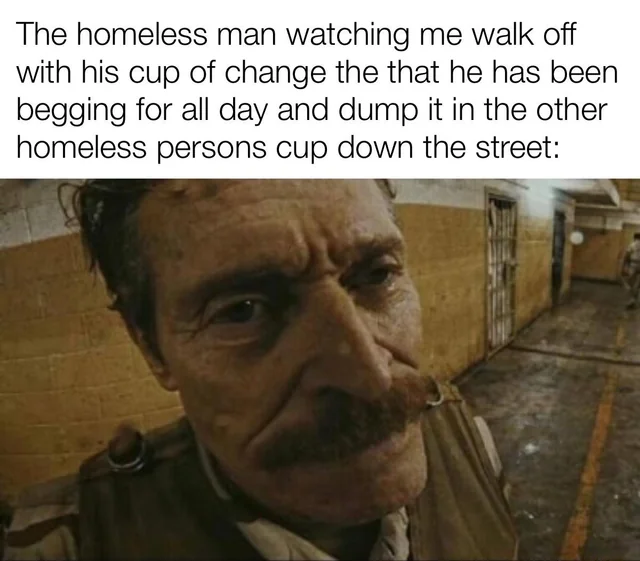 The homeless man watching me walk off
with his cup of change the that he has been
begging for all day and dump it in the other
homeless persons cup down the street: